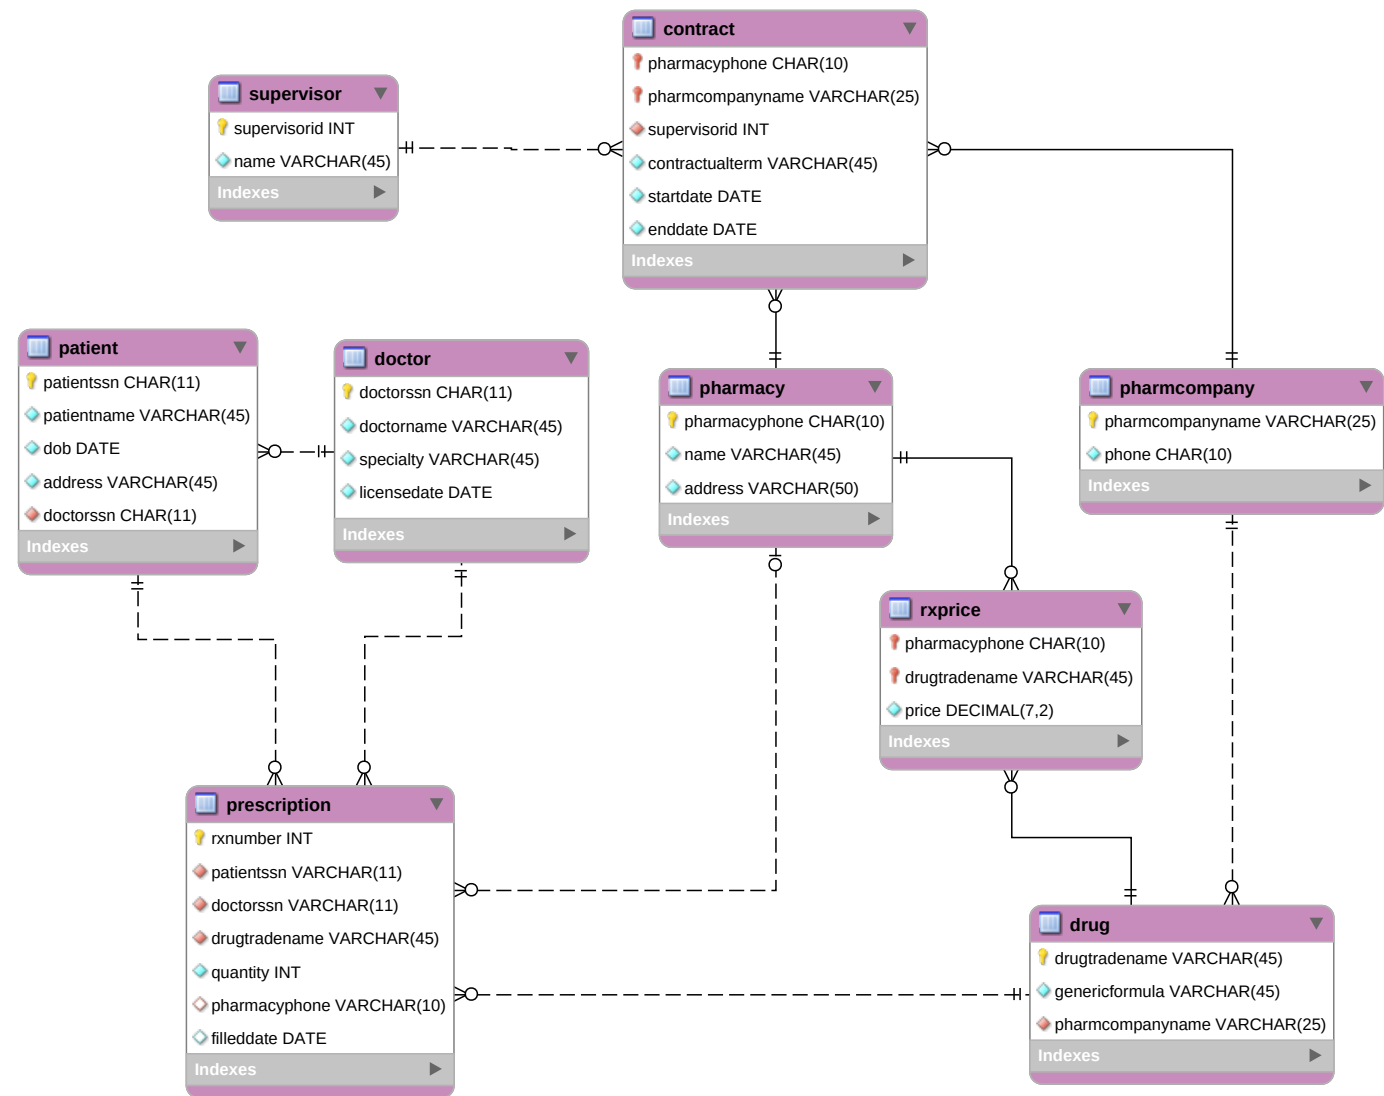 contract
pharmacyphone CHAR(10)
pharmcompanyname VARCHAR(25)
supervisorid INT
contractualterm VARCHAR(45)
startdate DATE
enddate DATE
Indexes
supervisor
supervisorid INT
name VARCHAR(45)
Indexes
patient
patientssn CHAR(11)
patientname VARCHAR(45)
dob DATE
address VARCHAR(45)
doctorssn CHAR(11)
Indexes
doctor
doctorssn CHAR(11)
doctorname VARCHAR(45)
specialty VARCHAR(45)
licensedate DATE
Indexes
pharmacy
pharmacyphone CHAR(10)
name VARCHAR(45)
address VARCHAR(50)
Indexes
pharmcompany
pharmcompanyname VARCHAR(25)
phone CHAR(10)
Indexes
rxprice
pharmacyphone CHAR(10)
drugtradename VARCHAR(45)
price DECIMAL(7,2)
Indexes
prescription
rxnumber INT
patientssn VARCHAR(11)
doctorssn VARCHAR(11)
drugtradename VARCHAR(45)
quantity INT
pharmacyphone VARCHAR(10)
filleddate DATE
Indexes
drug
drugtradename VARCHAR(45)
genericformula VARCHAR(45)
pharmcompanyname VARCHAR(25)
Indexes